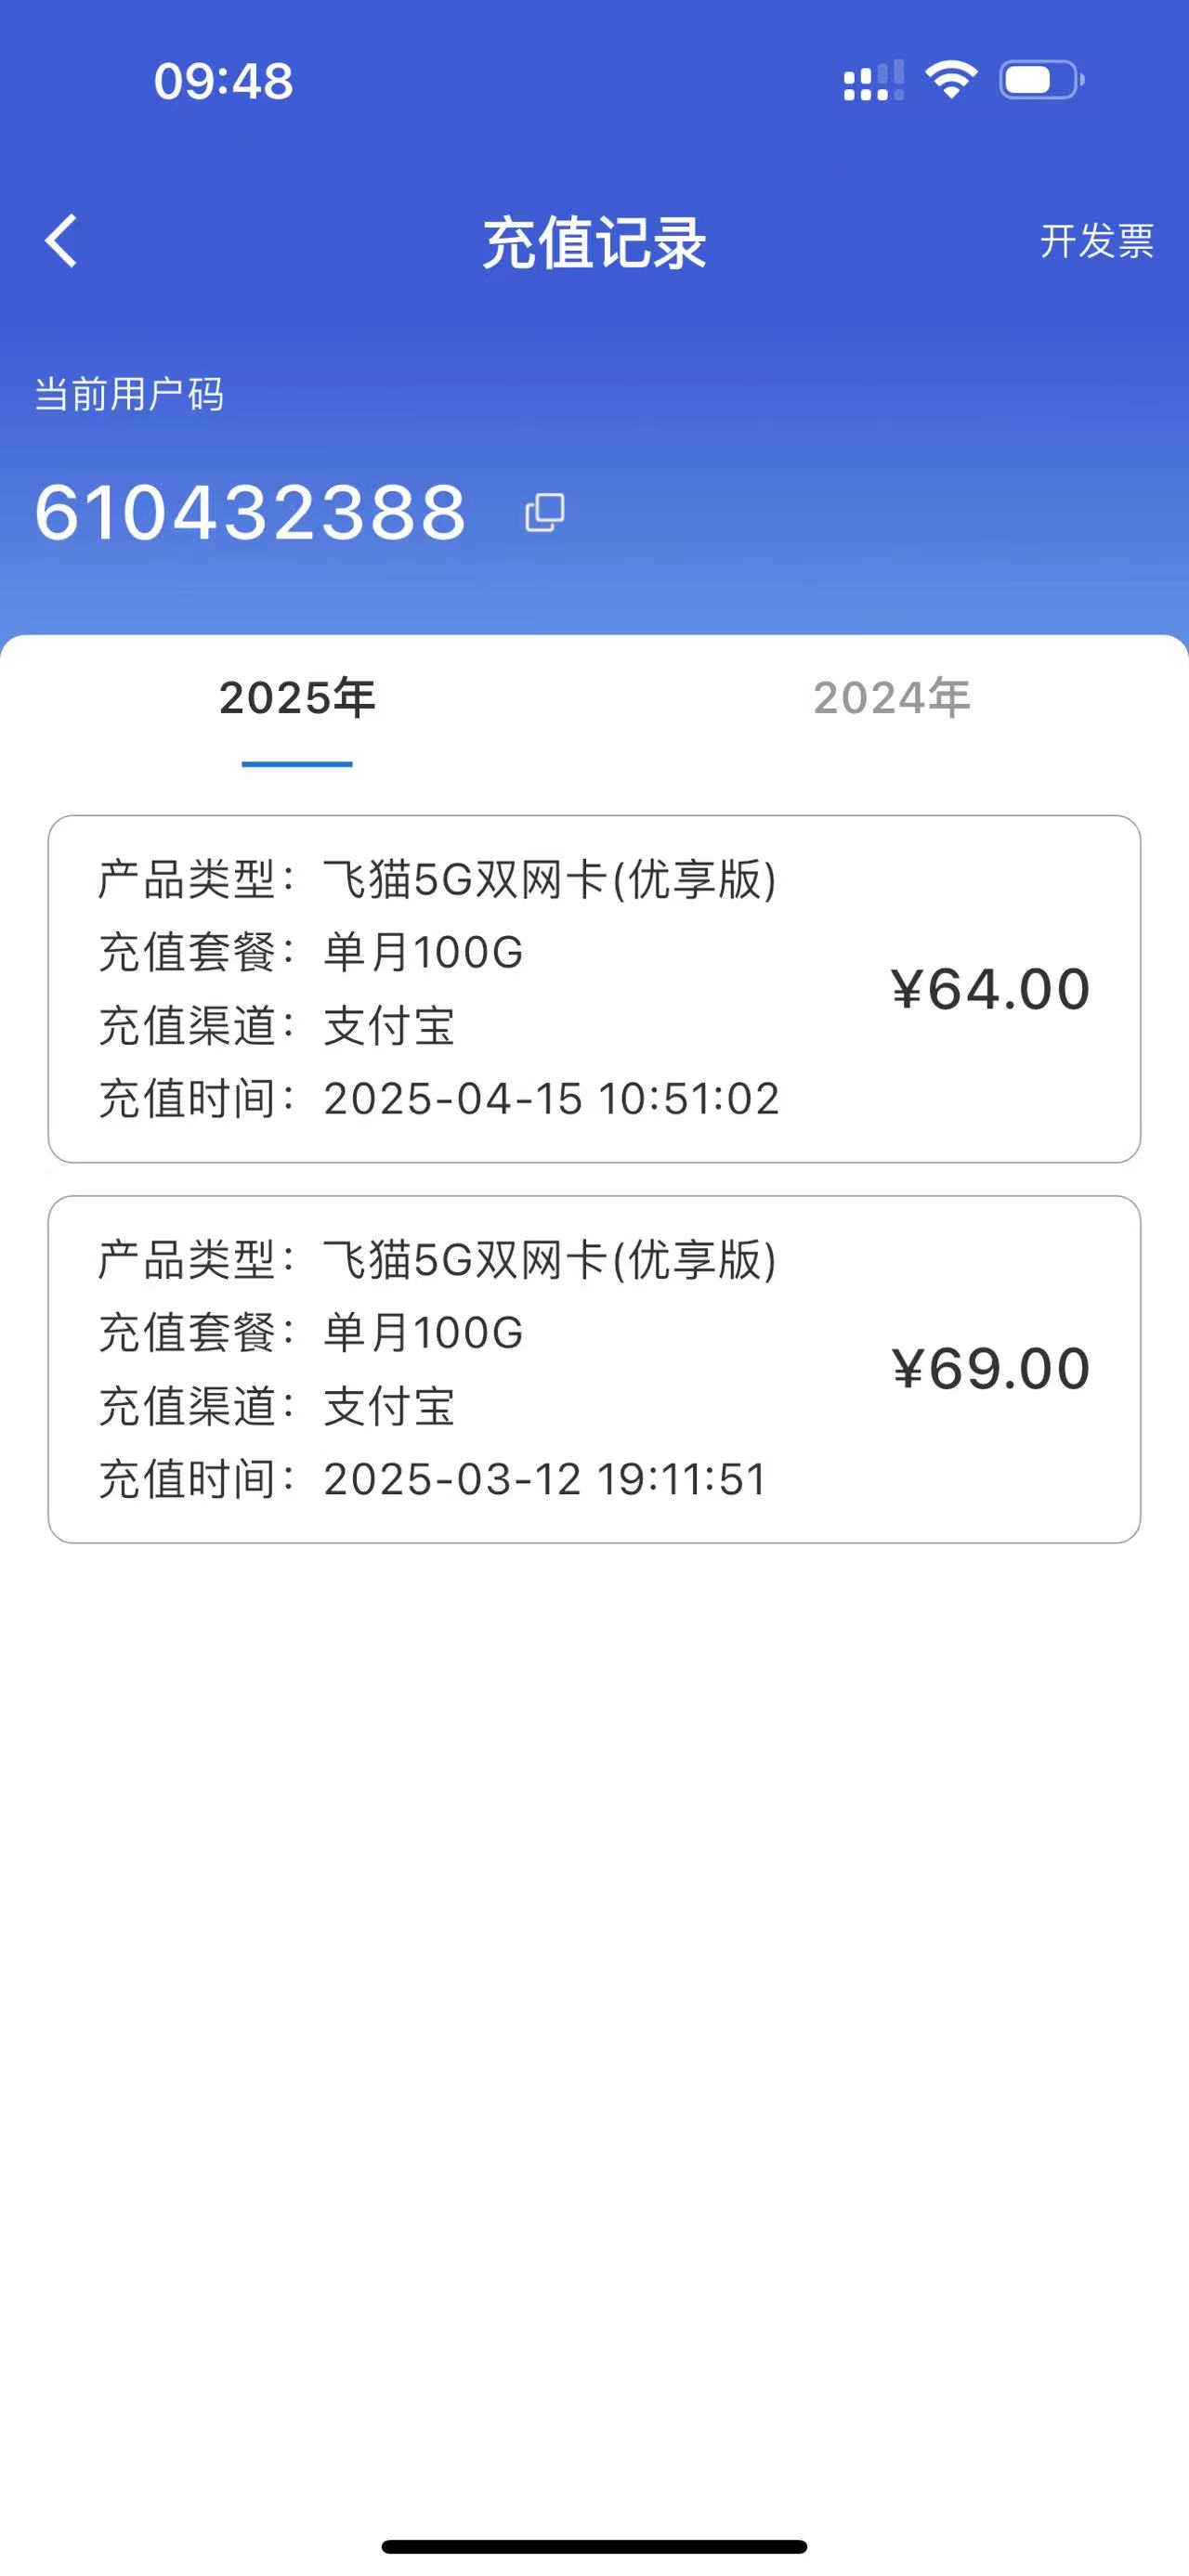 09:48
充值记录
开发票
当前用户码
610432388
2025年
2024年
产品类型：飞猫5G双网卡(优享版)
充值套餐：单月100G
充值渠道：支付宝
充值时间：2025-04-15 10:51:02
¥64.00
产品类型：飞猫5G双网卡(优享版)
充值套餐：单月100G
充值渠道：支付宝
充值时间：2025-03-12 19:11:51
¥69.00